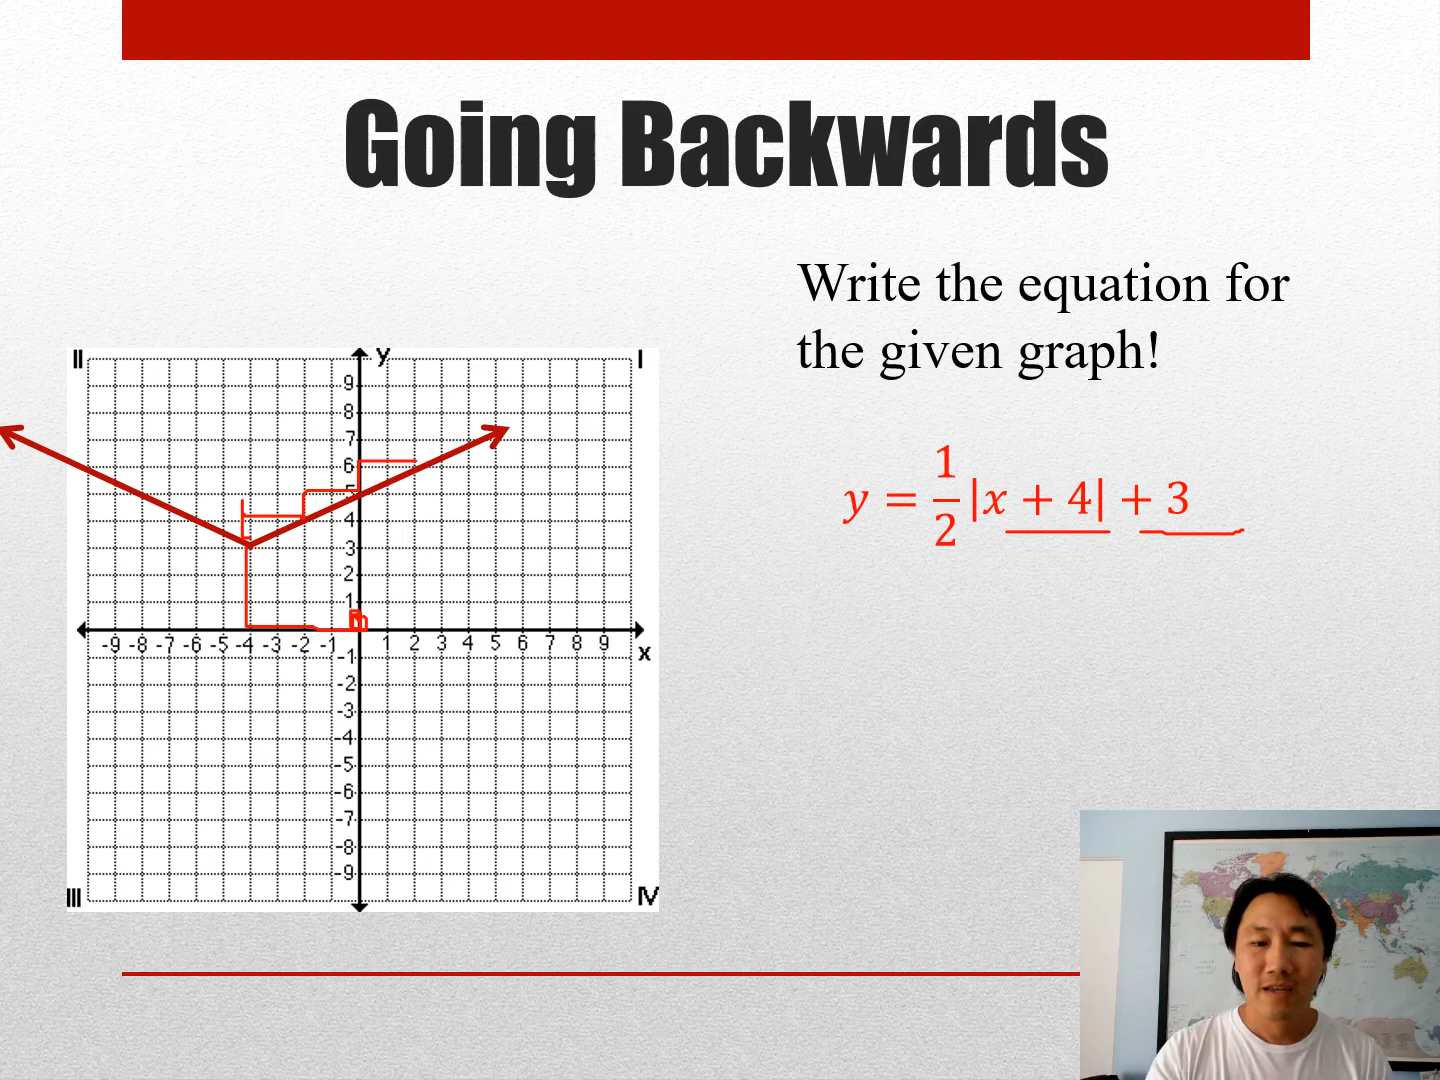 Going Backwards
Write the equation for
the given graph!
y = 1/2 |x + 4| + 3
II y I
9
8
7
6
5
4
3
2
1
-9 -8 -7 -6 -5 -4 -3 -2 -1 1 2 3 4 5 6 7 8 9 x
-1
-2
-3
-4
-5
-6
-7
-8
-9
III IV